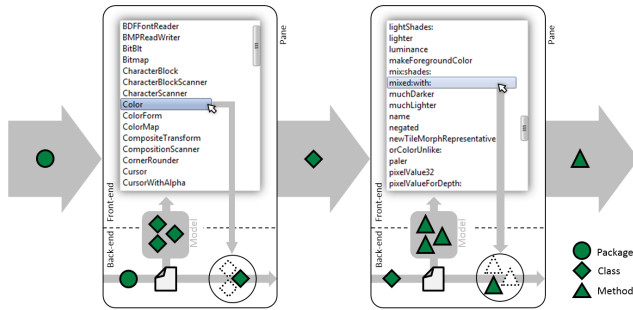 BDFFontReader
BMPReadWriter
BitBlt
Bitmap
CharacterBlock
CharacterBlockScanner
CharacterScanner
Color
ColorForm
ColorMap
CompositeTransform
CompositionScanner
CornerRounder
Cursor
CursorWithAlpha
Pane
Front-end
Back-end
Model
lightShades:
lighter
luminance
makeForegroundColor
mix:shades:
mixed:with:
muchDarker
muchLighter
name
negated
newTileMorphRepresentative
orColorUnlike:
paler
pixelValue32
pixelValueForDepth:
Pane
Front-end
Back-end
Model
Package
Class
Method